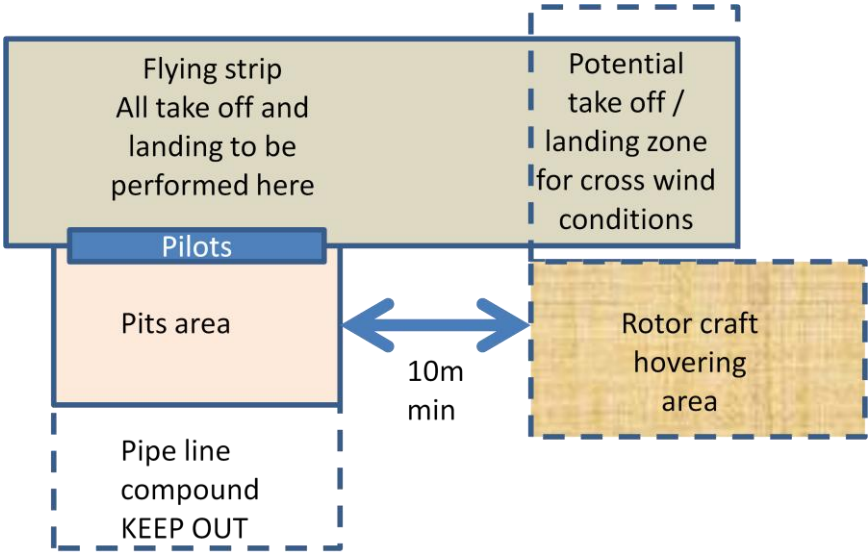 Flying strip
All take off and
landing to be
performed here
Potential
take off /
landing zone
for cross wind
conditions
Pilots
Pits area
10m
min
Rotor craft
hovering
area
Pipe line
compound
KEEP OUT